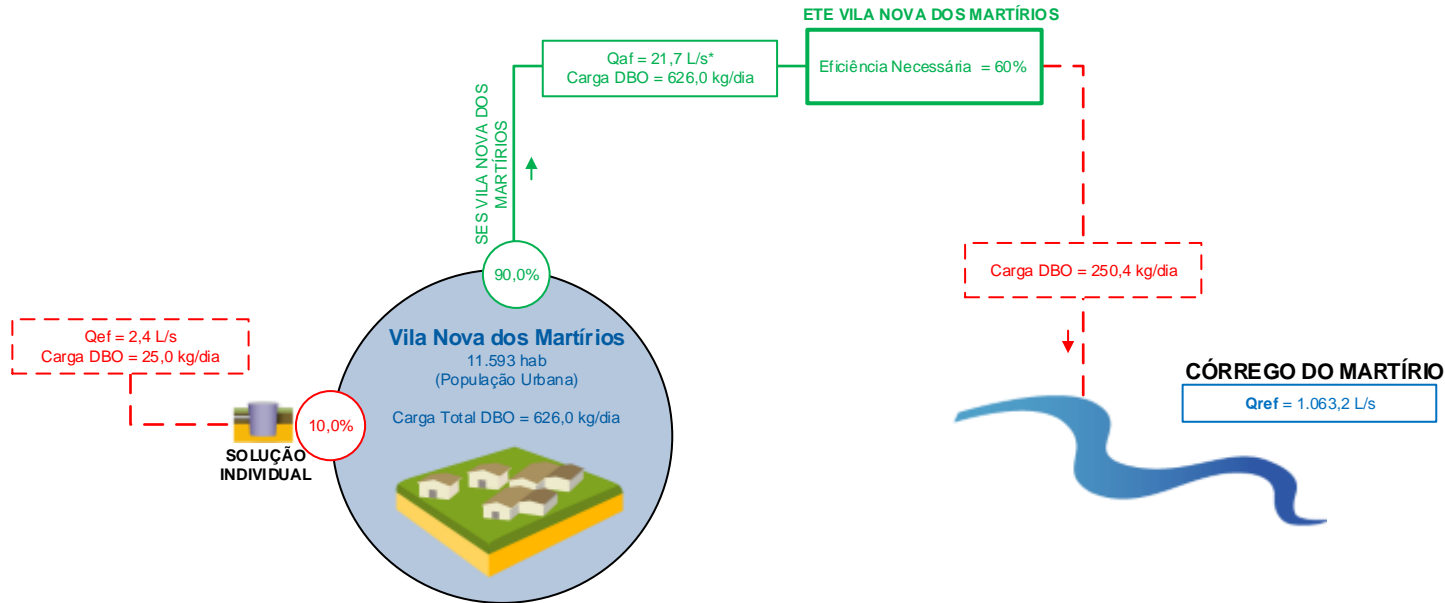 ETE VILA NOVA DOS MARTÍRIOS
Qaf = 21,7 L/s*
Carga DBO = 626,0 kg/dia
Eficiência Necessária = 60%
SES VILA NOVA DOS
MARTÍRIOS
90,0%
Carga DBO = 250,4 kg/dia
Qef = 2,4 L/s
Carga DBO = 25,0 kg/dia
Vila Nova dos Martírios
11.593 hab
(População Urbana)
Carga Total DBO = 626,0 kg/dia
10,0%
SOLUÇÃO
INDIVIDUAL
CÓRREGO DO MARTÍRIO
Qref = 1.063,2 L/s